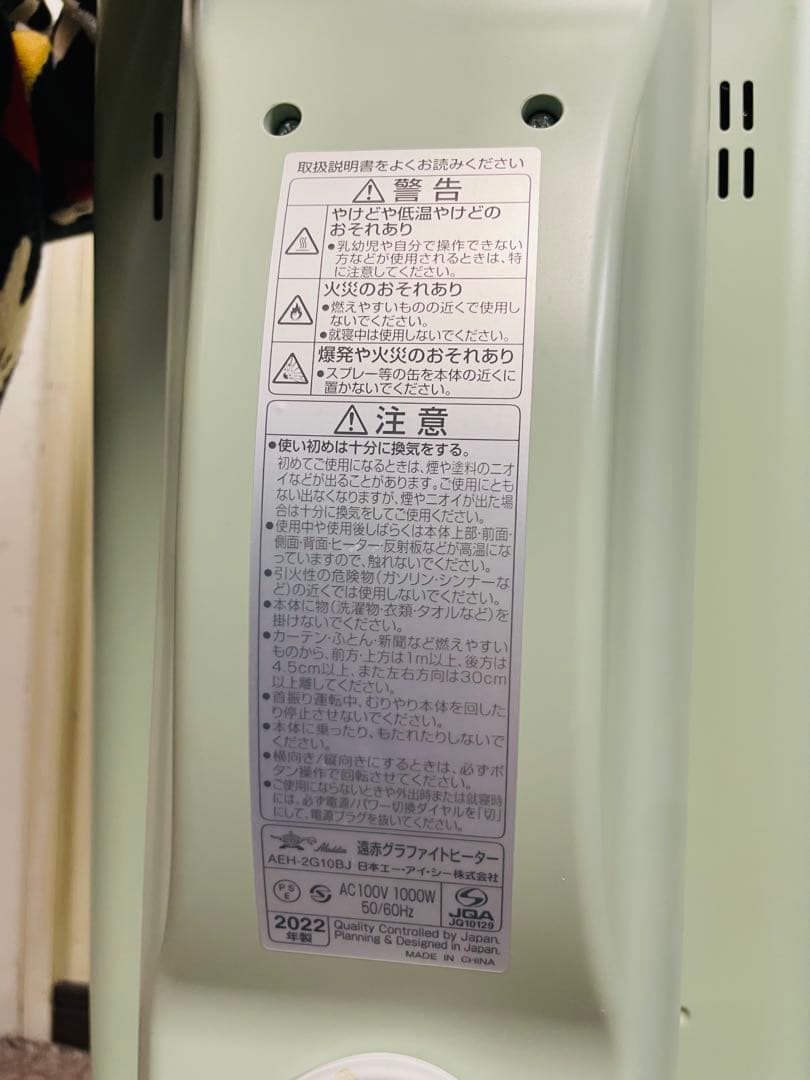 取扱説明書をよくお読みください
警告
やけどや低温やけどの
おそれあり
●乳幼児や自分で操作できない
方などが使用されるときは、特
に注意してください。
火災のおそれあり
●燃えやすいものの近くで使用し
ないでください。
●就寝中は使用しないでください。
爆発や火災のおそれあり
●スプレー等の缶を本体の近くに
置かないでください。
注意
●使い初めは十分に換気をする。
初めてご使用になるときは、煙や塗料のニオ
イなどが出ることがあります。ご使用にとも
ない出なくなりますが、煙やニオイが出た場
合は十分に換気をしてご使用ください。
●使用中や使用後しばらくは本体上部・前面・
側面・背面・ヒーター・反射板などが高温にな
っていますので、触れないでください。
●引火性の危険物(ガソリン・シンナーな
ど)の近くでは使用しないでください。
●本体に物(洗濯物・衣類・タオルなど)を
掛けないでください。
●カーテン・ふとん・新聞など燃えやすい
ものから、前方・上方は1m以上、後方は
4.5cm以上、また左右方向は30cm
以上離してください。
●首振り運転中、むりやり本体を回した
り停止させないでください。
●本体に乗ったり、もたれたりしないで
ください。
●横向き/縦向きにするときは、必ずボ
タン操作で回転させてください。
●ご使用にならないときや外出時または就寝時
には、必ず電源/パワー切換ダイヤルを「切」
にして、電源プラグを抜いてください。
Aladdin 遠赤グラファイトヒーター
AEH-2G10BJ 日本エー・アイ・シー株式会社
PSE AC100V 1000W
50/60Hz
JQA
JQ10129
2022
年製
Quality Controlled by Japan.
Planning & Designed in Japan.
MADE IN CHINA